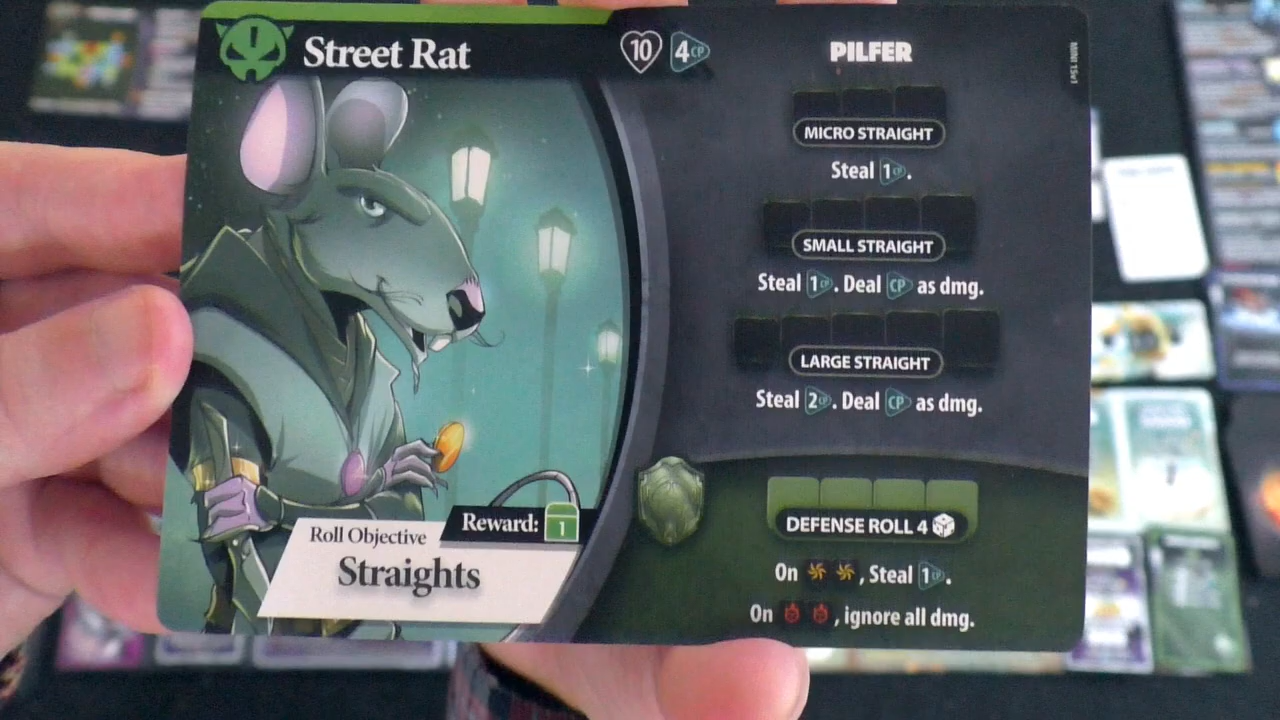 Street Rat
10 4CP
Reward: 1
Roll Objective
Straights
PILFER
MICRO STRAIGHT
Steal 1CP.
SMALL STRAIGHT
Steal 1CP. Deal CP as dmg.
LARGE STRAIGHT
Steal 2CP. Deal CP as dmg.
DEFENSE ROLL 4
On , Steal 1CP.
On , ignore all dmg.